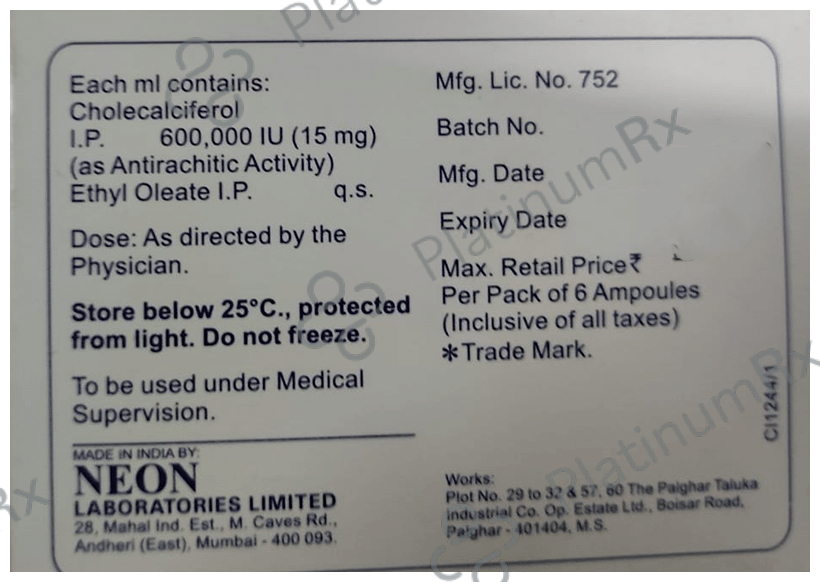 Each ml contains:
Cholecalciferol
I.P. 600,000 IU (15 mg)
(as Antirachitic Activity)
Ethyl Oleate I.P. q.s.
Dose: As directed by the
Physician.
Store below 25°C., protected
from light. Do not freeze.
To be used under Medical
Supervision.
MADE IN INDIA BY:
NEON
LABORATORIES LIMITED
28, Mahal Ind. Est., M. Caves Rd.,
Andheri (East), Mumbai - 400 093.
Mfg. Lic. No. 752
Batch No.
Mfg. Date
Expiry Date
Max. Retail Price₹
Per Pack of 6 Ampoules
(Inclusive of all taxes)
*Trade Mark.
Works:
Plot No. 29 to 32 & 57, 60 The Palghar Taluka
Industrial Co. Op. Estate Ltd., Boisar Road,
Palghar - 401404, M.S.
CI1244/1
PlatinumRx
PlatinumRx
Platinum
Rx